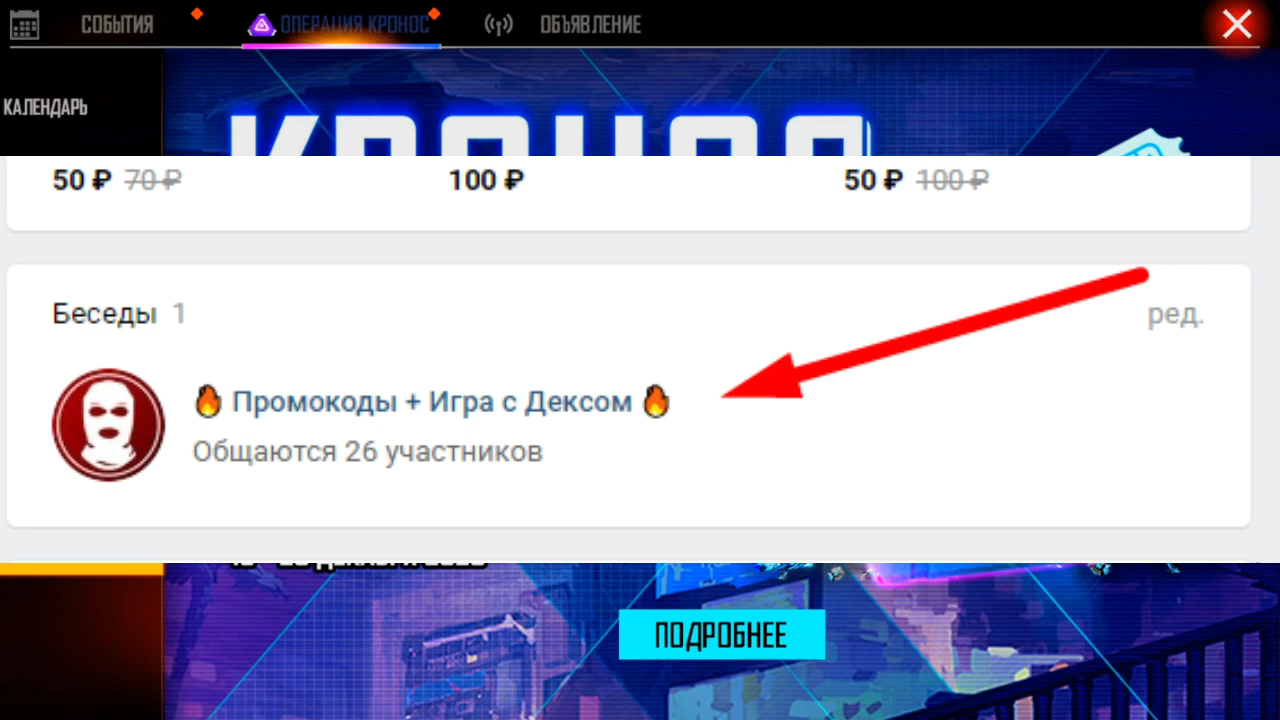 СОБЫТИЯ
ОПЕРАЦИЯ КРОНОС
ОБЪЯВЛЕНИЕ
КАЛЕНДАРЬ
КРОНОС
50 ₽ 70 ₽
100 ₽
50 ₽ 100 ₽
Беседы 1
ред.
🔥 Промокоды + Игра с Дексом 🔥
Общаются 26 участников
ПОДРОБНЕЕ